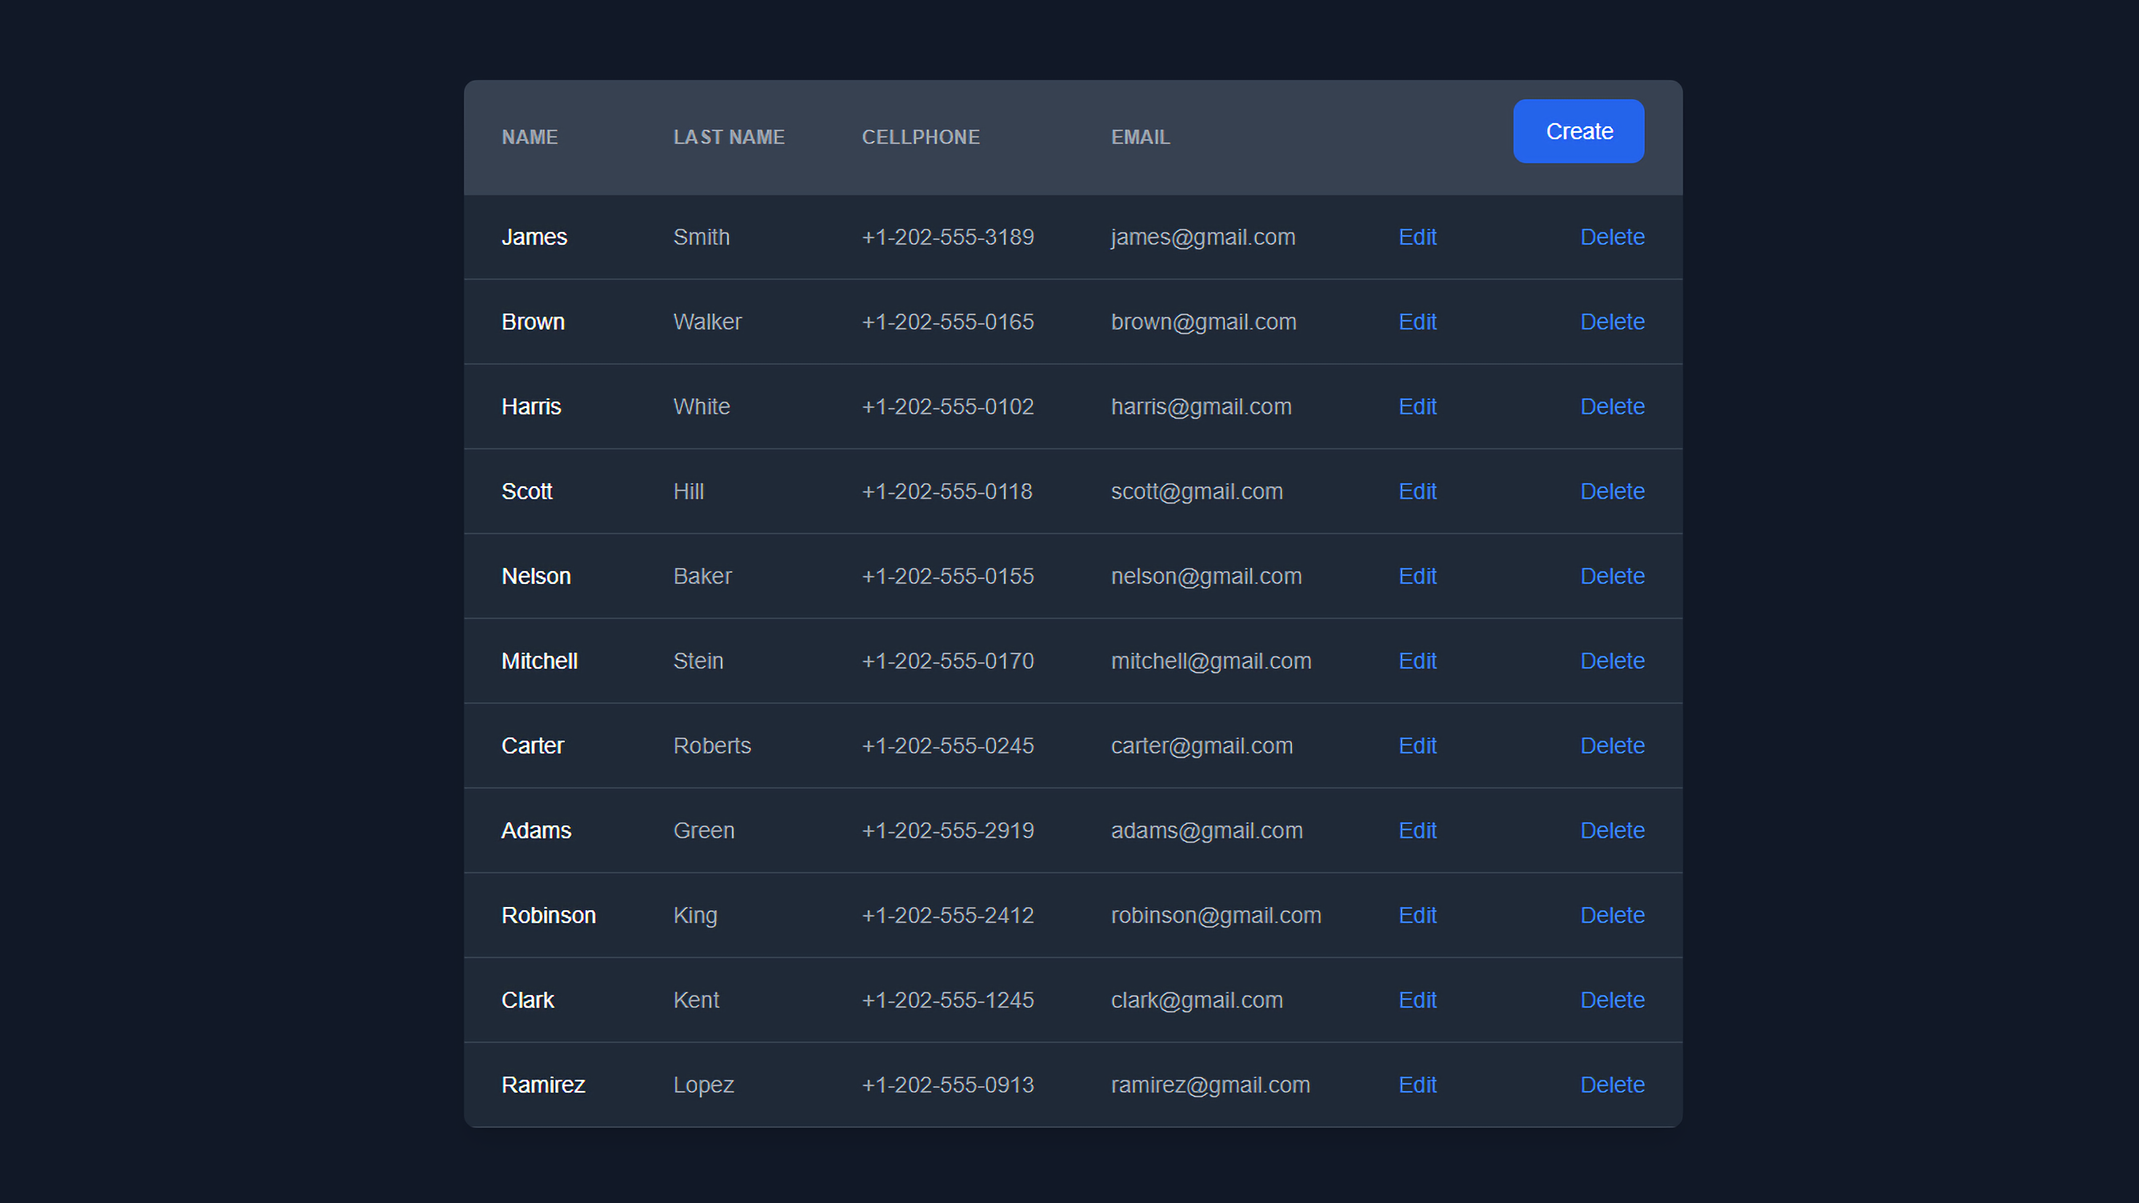 NAME LAST NAME CELLPHONE EMAIL Create
James Smith +1-202-555-3189 james@gmail.com Edit Delete
Brown Walker +1-202-555-0165 brown@gmail.com Edit Delete
Harris White +1-202-555-0102 harris@gmail.com Edit Delete
Scott Hill +1-202-555-0118 scott@gmail.com Edit Delete
Nelson Baker +1-202-555-0155 nelson@gmail.com Edit Delete
Mitchell Stein +1-202-555-0170 mitchell@gmail.com Edit Delete
Carter Roberts +1-202-555-0245 carter@gmail.com Edit Delete
Adams Green +1-202-555-2919 adams@gmail.com Edit Delete
Robinson King +1-202-555-2412 robinson@gmail.com Edit Delete
Clark Kent +1-202-555-1245 clark@gmail.com Edit Delete
Ramirez Lopez +1-202-555-0913 ramirez@gmail.com Edit Delete